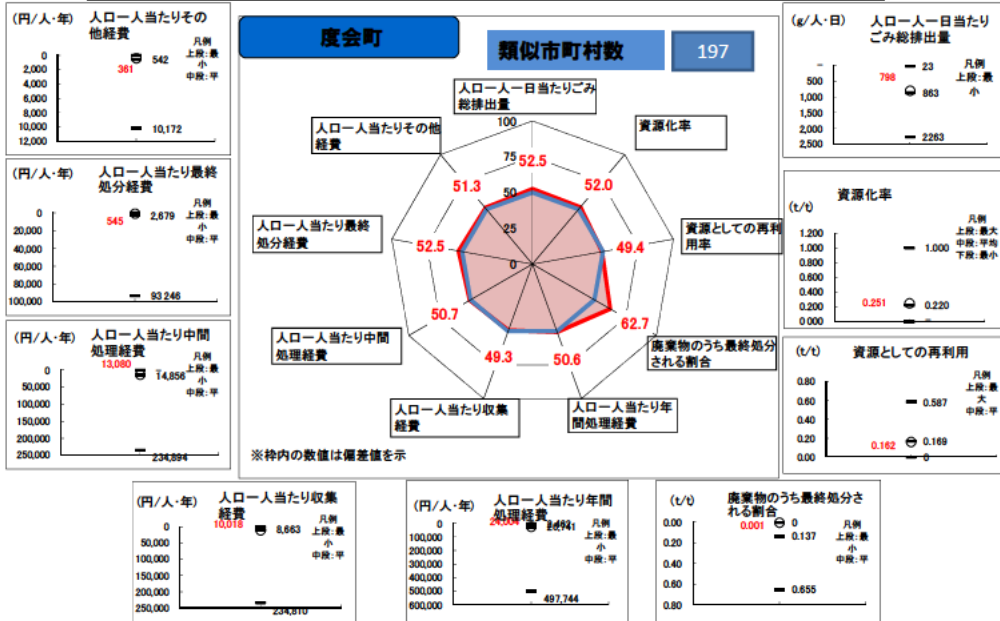 (円/人・年)
人口一人当たりその
他経費
凡例
上段:最
小
中段:平
0
2,000
4,000
6,000
8,000
10,000
12,000
542
361
10,172
度会町
類似市町村数
197
(g/人・日)
人口一人一日当たり
ごみ総排出量
凡例
上段:最
小
–
500
1,000
1,500
2,000
2,500
23
798
863
2263
(円/人・年)
人口一人当たり最終
処分経費
凡例
上段:最
小
中段:平
0
20,000
40,000
60,000
80,000
100,000
2,679
545
93 246
人口一人一日当たりごみ
総排出量
資源化率
資源としての再利
用率
廃棄物のうち最終処分
される割合
人口一人当たり年
間処理経費
人口一人当たり収集
経費
人口一人当たり中間
処理経費
人口一人当たり最終
処分経費
人口一人当たりその他
経費
100
75
50
25
0
52.5
52.0
49.4
62.7
50.6
49.3
50.7
52.5
51.3
※枠内の数値は偏差値を示
資源化率
(t/t)
凡例
上段:最大
中段:平均
下段:最小
1.200
1.000
0.800
0.600
0.400
0.200
0.000
1.000
0.251
0.220
–
(円/人・年)
人口一人当たり中間
処理経費
凡例
上段:最
小
中段:平
0
50,000
100,000
150,000
200,000
250,000
13,080
14,856
234,894
(t/t)
資源としての再利用
凡例
上段:最
大
中段:平
0.80
0.60
0.40
0.20
0.00
0.587
0.162
0.169
0
(円/人・年)
人口一人当たり収集
経費
凡例
上段:最
小
中段:平
0
50,000
100,000
150,000
200,000
250,000
10,018
8,663
234,810
(円/人・年)
人口一人当たり年間
処理経費
凡例
上段:最
小
中段:平
0
100,000
200,000
300,000
400,000
500,000
600,000
497,744
(t/t)
廃棄物のうち最終処分さ
れる割合
凡例
上段:最
小
中段:平
0.00
0.20
0.40
0.60
0.80
0.001
0
0.137
0.655